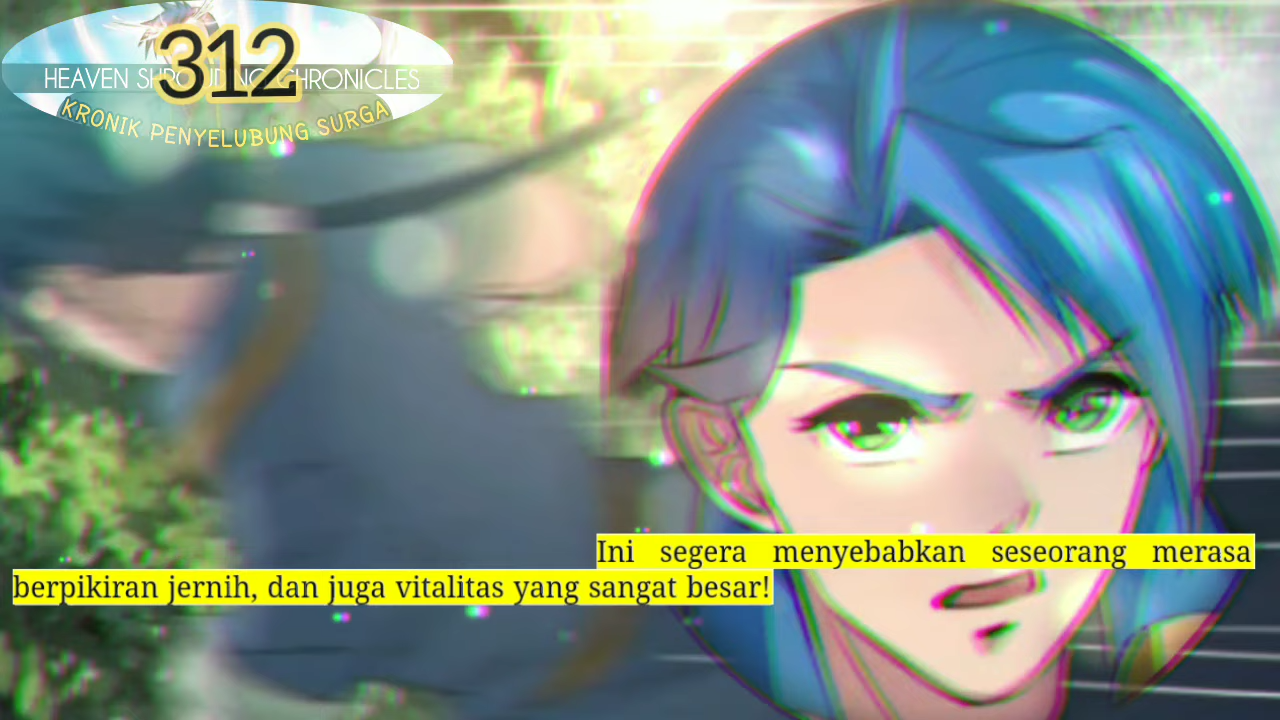 312
HEAVEN SHROUDING CHRONICLES
KRONIK PENYELUBUNG SURGA
Ini segera menyebabkan seseorang merasa
berpikiran jernih, dan juga vitalitas yang sangat besar!